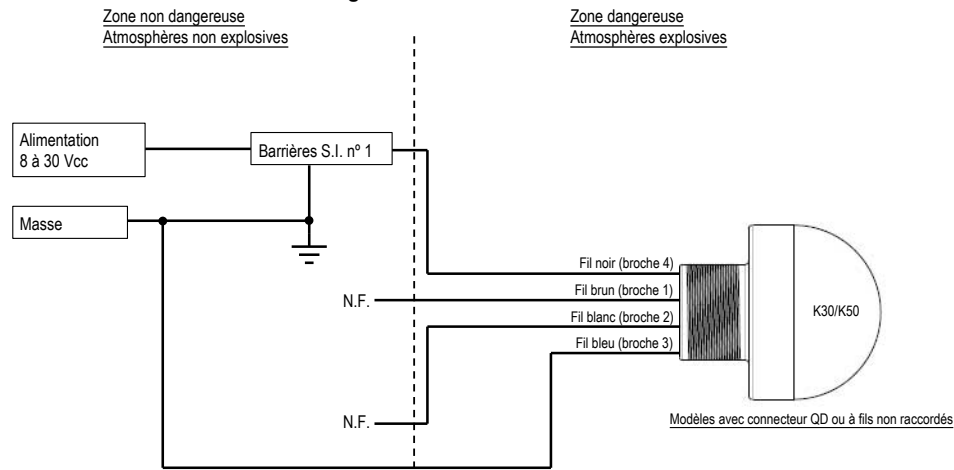 Zone non dangereuse
Atmosphères non explosives
Zone dangereuse
Atmosphères explosives
Alimentation
8 à 30 Vcc
Barrières S.I. nº 1
Masse
Fil noir (broche 4)
N.F.
Fil brun (broche 1)
Fil blanc (broche 2)
Fil bleu (broche 3)
K30/K50
N.F.
Modèles avec connecteur QD ou à fils non raccordés